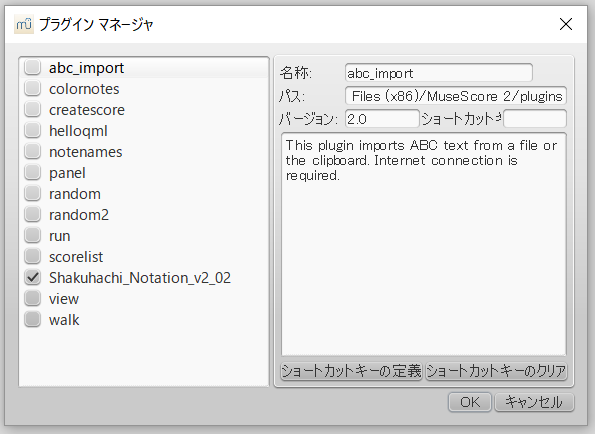 mü プラグイン マネージャ
abc_import
colornotes
createscore
helloqml
notenames
panel
random
random2
run
scorelist
Shakuhachi_Notation_v2_02
view
walk
名称: abc_import
パス: Files (x86)/MuseScore 2/plugins
バージョン: 2.0 ショートカットキ
This plugin imports ABC text from a file or
the clipboard. Internet connection is
required.
ショートカットキーの定義 ショートカットキーのクリア
OK キャンセル